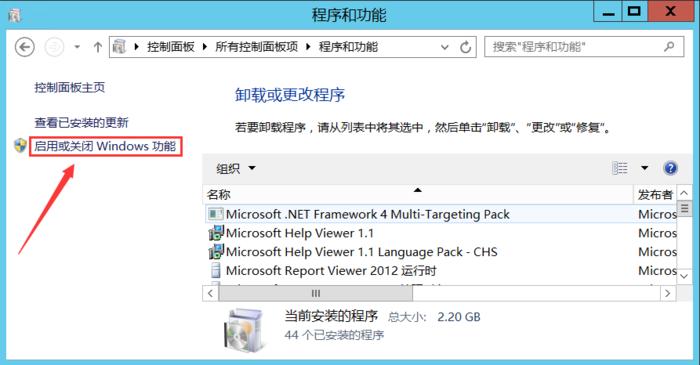 程序和功能
控制面板 ▸ 所有控制面板项 ▸ 程序和功能
搜索"程序和功能"
控制面板主页
查看已安装的更新
启用或关闭 Windows 功能
卸载或更改程序
若要卸载程序，请从列表中将其选中，然后单击“卸载”、“更改”或“修复”。
组织
名称 发布者
Microsoft .NET Framework 4 Multi-Targeting Pack Micros
Microsoft Help Viewer 1.1 Micros
Microsoft Help Viewer 1.1 Language Pack - CHS Micros
Microsoft Report Viewer 2012 运行时 Micros
当前安装的程序 总大小: 2.20 GB
44 个已安装的程序